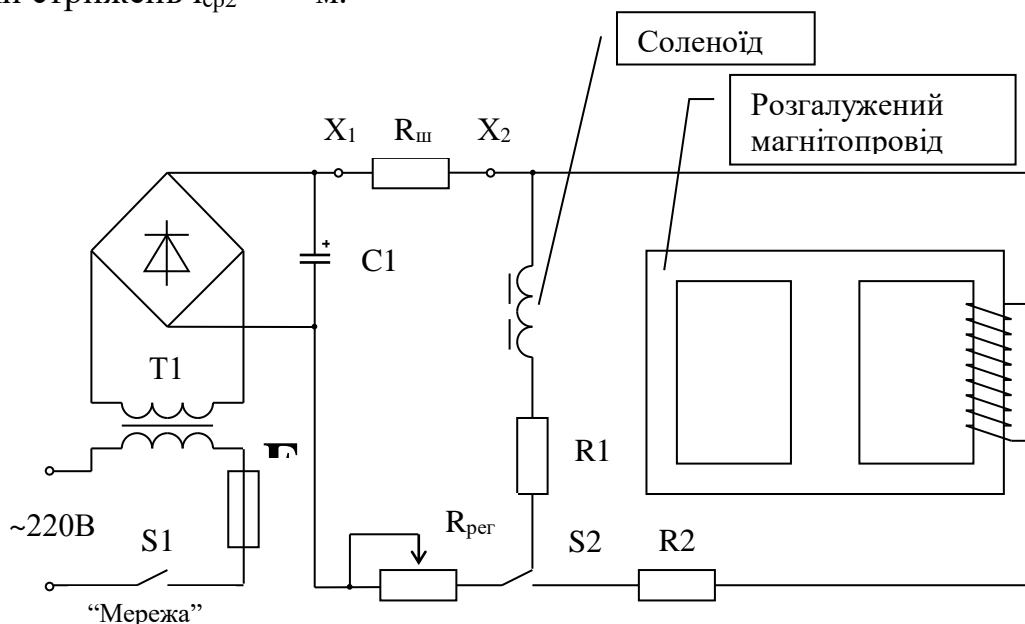 Соленоїд
Розгалужений
магнітопровід
X₁ Rш X₂
C1
T1
R1
~220В
S1
Rрег
S2
R2
“Мережа”